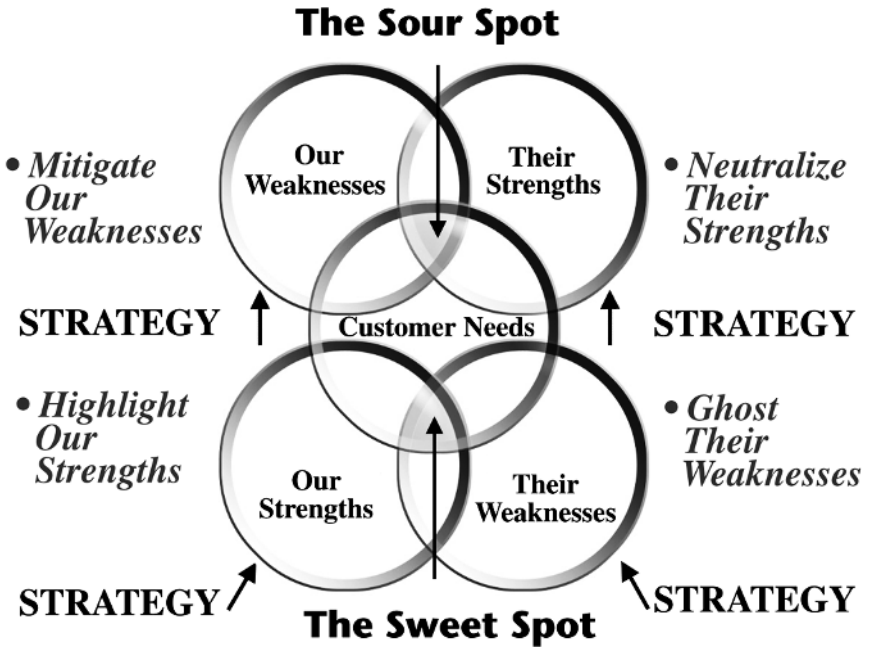 The Sour Spot
• Mitigate
Our
Weaknesses
Our
Weaknesses
Their
Strengths
• Neutralize
Their
Strengths
STRATEGY
Customer Needs
STRATEGY
• Highlight
Our
Strengths
Our
Strengths
Their
Weaknesses
• Ghost
Their
Weaknesses
STRATEGY
The Sweet Spot
STRATEGY